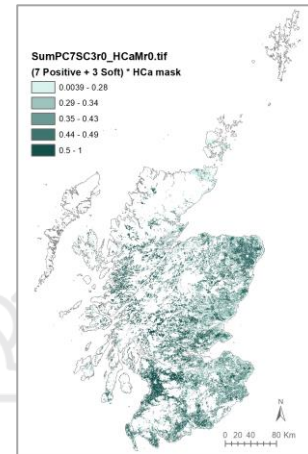 SumPC7SC3r0_HCaMr0.tif
(7 Positive + 3 Soft) * HCa mask
0.0039 - 0.28
0.29 - 0.34
0.35 - 0.43
0.44 - 0.49
0.5 - 1
N
0 20 40 80 Km